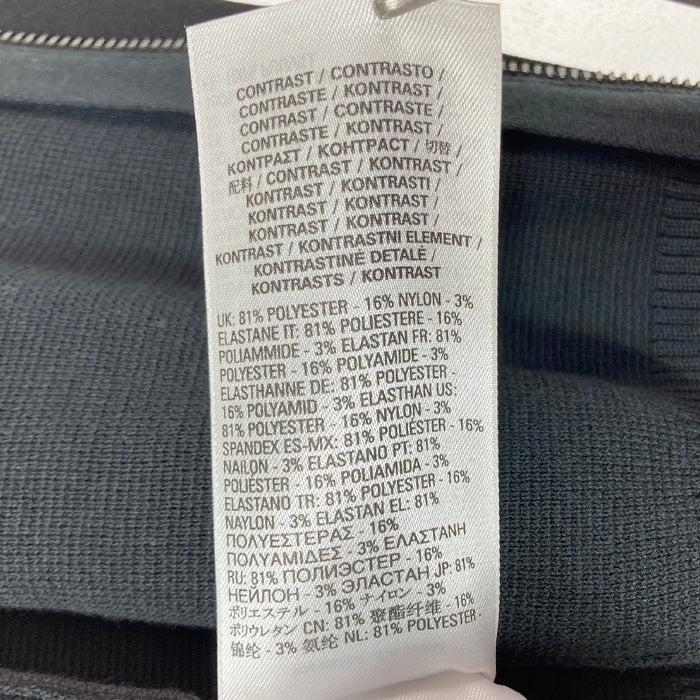 CONTRAST / CONTRASTO /
CONTRASTE / KONTRAST /
CONTRAST / CONTRASTE /
CONTRASTE / KONTRAST /
ΚΟΝΤΡΑΣΤ / КОНТРАСТ / 切替 /
配料 / CONTRAST / KONTRAST /
KONTRAST / KONTRASTI /
KONTRAST / KONTRAST /
KONTRAST / KONTRAST /
KONTRAST / KONTRASTNI ELEMENT /
KONTRASTINĖ DETALĖ /
KONTRASTS / KONTRAST
UK: 81% POLYESTER - 16% NYLON - 3%
ELASTANE IT: 81% POLIESTERE - 16%
POLIAMMIDE - 3% ELASTAN FR: 81%
POLYESTER - 16% POLYAMIDE - 3%
ELASTHANNE DE: 81% POLYESTER -
16% POLYAMID - 3% ELASTHAN US:
81% POLYESTER - 16% NYLON - 3%
SPANDEX ES-MX: 81% POLIÉSTER - 16%
NAILON - 3% ELASTANO PT: 81%
POLIESTER - 16% POLIAMIDA - 3%
ELASTANO TR: 81% POLYESTER - 16%
NAYLON - 3% ELASTAN EL: 81%
ΠΟΛΥΕΣΤΕΡΑΣ - 16%
ΠΟΛΥΑΜΙΔΕΣ - 3% ΕΛΑΣΤΑΝΗ
RU: 81% ПОЛИЭСТЕР - 16%
НЕЙЛОН - 3% ЭЛАСТАН JP: 81%
ポリエステル - 16% ナイロン - 3%
ポリウレタン CN: 81% 聚酯纤维 - 16%
锦纶 - 3% 氨纶 NL: 81% POLYESTER -